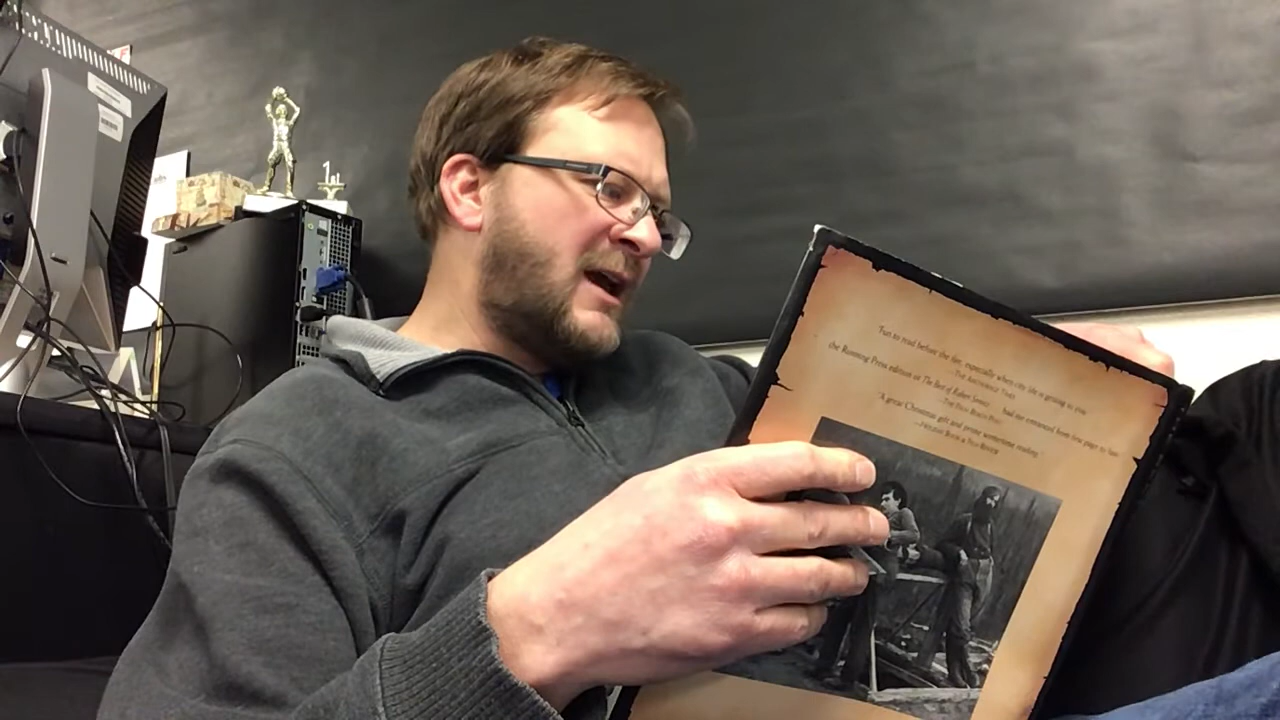 1st
"Fun to read before the fire, especially when city life is getting to you."
—The Anchorage Times
the Running Press edition of The Best of Robert Service ... had me entranced from first page to last."
—The Palm Beach Post
"A great Christmas gift and prime wintertime reading."